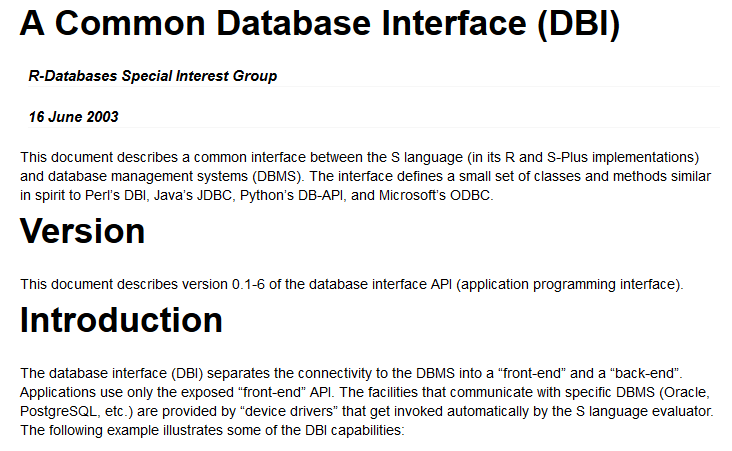 A Common Database Interface (DBI)
R-Databases Special Interest Group
16 June 2003
This document describes a common interface between the S language (in its R and S-Plus implementations)
and database management systems (DBMS). The interface defines a small set of classes and methods similar
in spirit to Perl’s DBI, Java’s JDBC, Python’s DB-API, and Microsoft’s ODBC.
Version
This document describes version 0.1-6 of the database interface API (application programming interface).
Introduction
The database interface (DBI) separates the connectivity to the DBMS into a “front-end” and a “back-end”.
Applications use only the exposed “front-end” API. The facilities that communicate with specific DBMS (Oracle,
PostgreSQL, etc.) are provided by “device drivers” that get invoked automatically by the S language evaluator.
The following example illustrates some of the DBI capabilities: